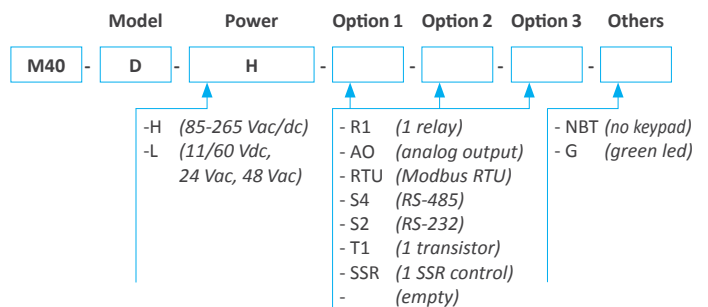 Model Power Option 1 Option 2 Option 3 Others
M40 - D - H - - - -
-H (85-265 Vac/dc)
-L (11/60 Vdc,
24 Vac, 48 Vac)
- R1 (1 relay)
- AO (analog output)
- RTU (Modbus RTU)
- S4 (RS-485)
- S2 (RS-232)
- T1 (1 transistor)
- SSR (1 SSR control)
- (empty)
- NBT (no keypad)
- G (green led)